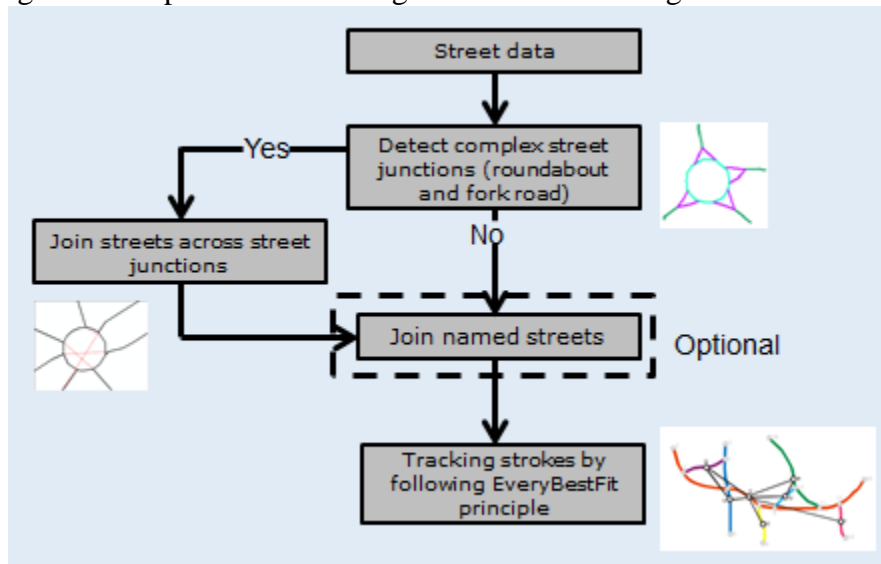 Street data
Detect complex street
junctions (roundabout
and fork road)
Yes
No
Join streets across street
junctions
Join named streets
Optional
Tracking strokes by
following EveryBestFit
principle